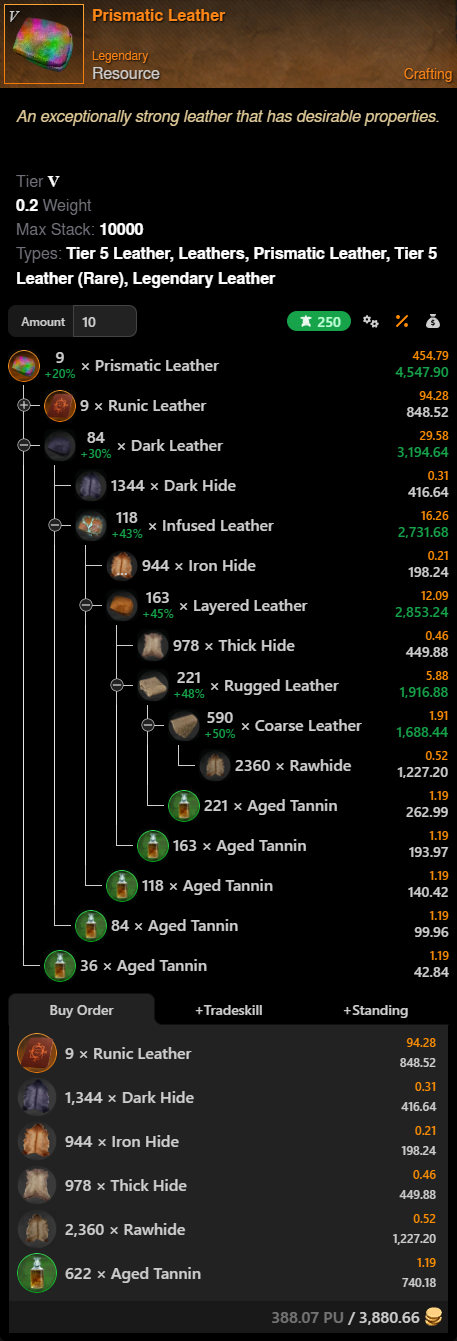 V
Prismatic Leather
Legendary
Resource
Crafting
An exceptionally strong leather that has desirable properties.
Tier V
0.2 Weight
Max Stack: 10000
Types: Tier 5 Leather, Leathers, Prismatic Leather, Tier 5
Leather (Rare), Legendary Leather
Amount 10
250
9 +20% × Prismatic Leather 454.79 4,547.90
9 × Runic Leather 94.28 848.52
84 +30% × Dark Leather 29.58 3,194.64
1344 × Dark Hide 0.31 416.64
118 +43% × Infused Leather 16.26 2,731.68
944 × Iron Hide 0.21 198.24
163 +45% × Layered Leather 12.09 2,853.24
978 × Thick Hide 0.46 449.88
221 +48% × Rugged Leather 5.88 1,916.88
590 +50% × Coarse Leather 1.91 1,688.44
2360 × Rawhide 0.52 1,227.20
221 × Aged Tannin 1.19 262.99
163 × Aged Tannin 1.19 193.97
118 × Aged Tannin 1.19 140.42
84 × Aged Tannin 1.19 99.96
36 × Aged Tannin 1.19 42.84
Buy Order +Tradeskill +Standing
9 × Runic Leather 94.28 848.52
1,344 × Dark Hide 0.31 416.64
944 × Iron Hide 0.21 198.24
978 × Thick Hide 0.46 449.88
2,360 × Rawhide 0.52 1,227.20
622 × Aged Tannin 1.19 740.18
388.07 PU / 3,880.66